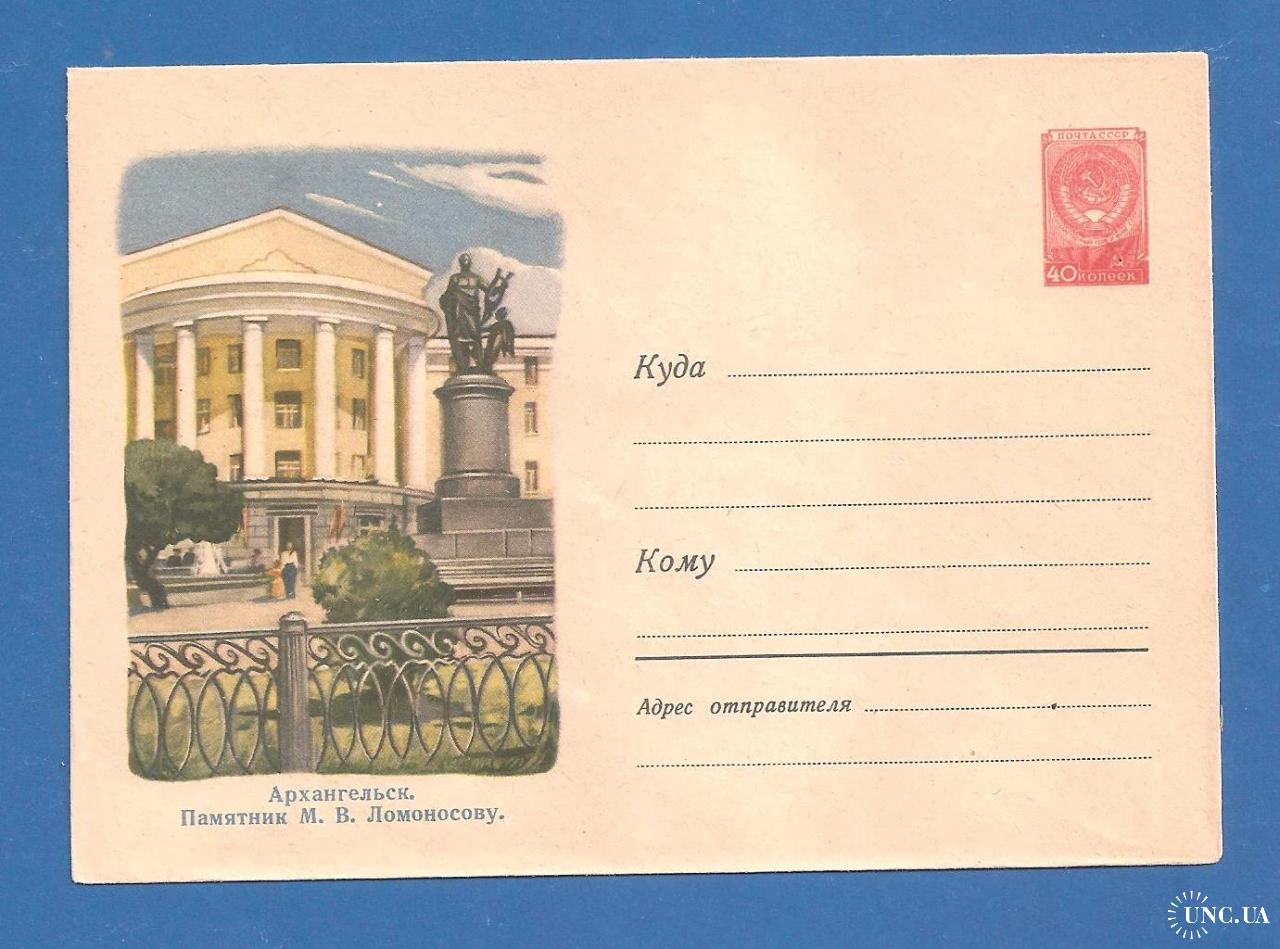 ПОЧТА СССР
40 КОПЕЕК
Куда
Кому
Адрес отправителя
Архангельск.
Памятник М. В. Ломоносову.
UNC.UA